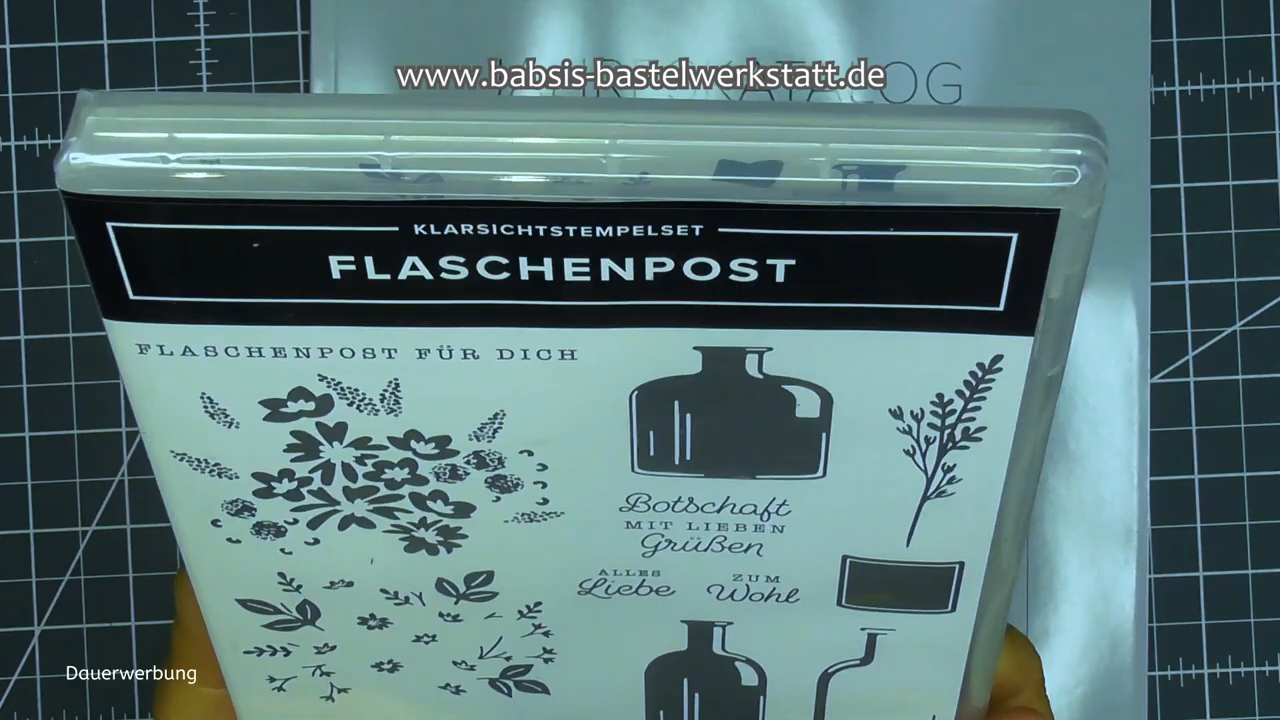 www.babsis-bastelwerkstatt.de
KLARSICHTSTEMPELSET
FLASCHENPOST
FLASCHENPOST FÜR DICH
Botschaft
MIT LIEBEN
Grüßen
ALLES
Liebe
ZUM
Wohl
Dauerwerbung